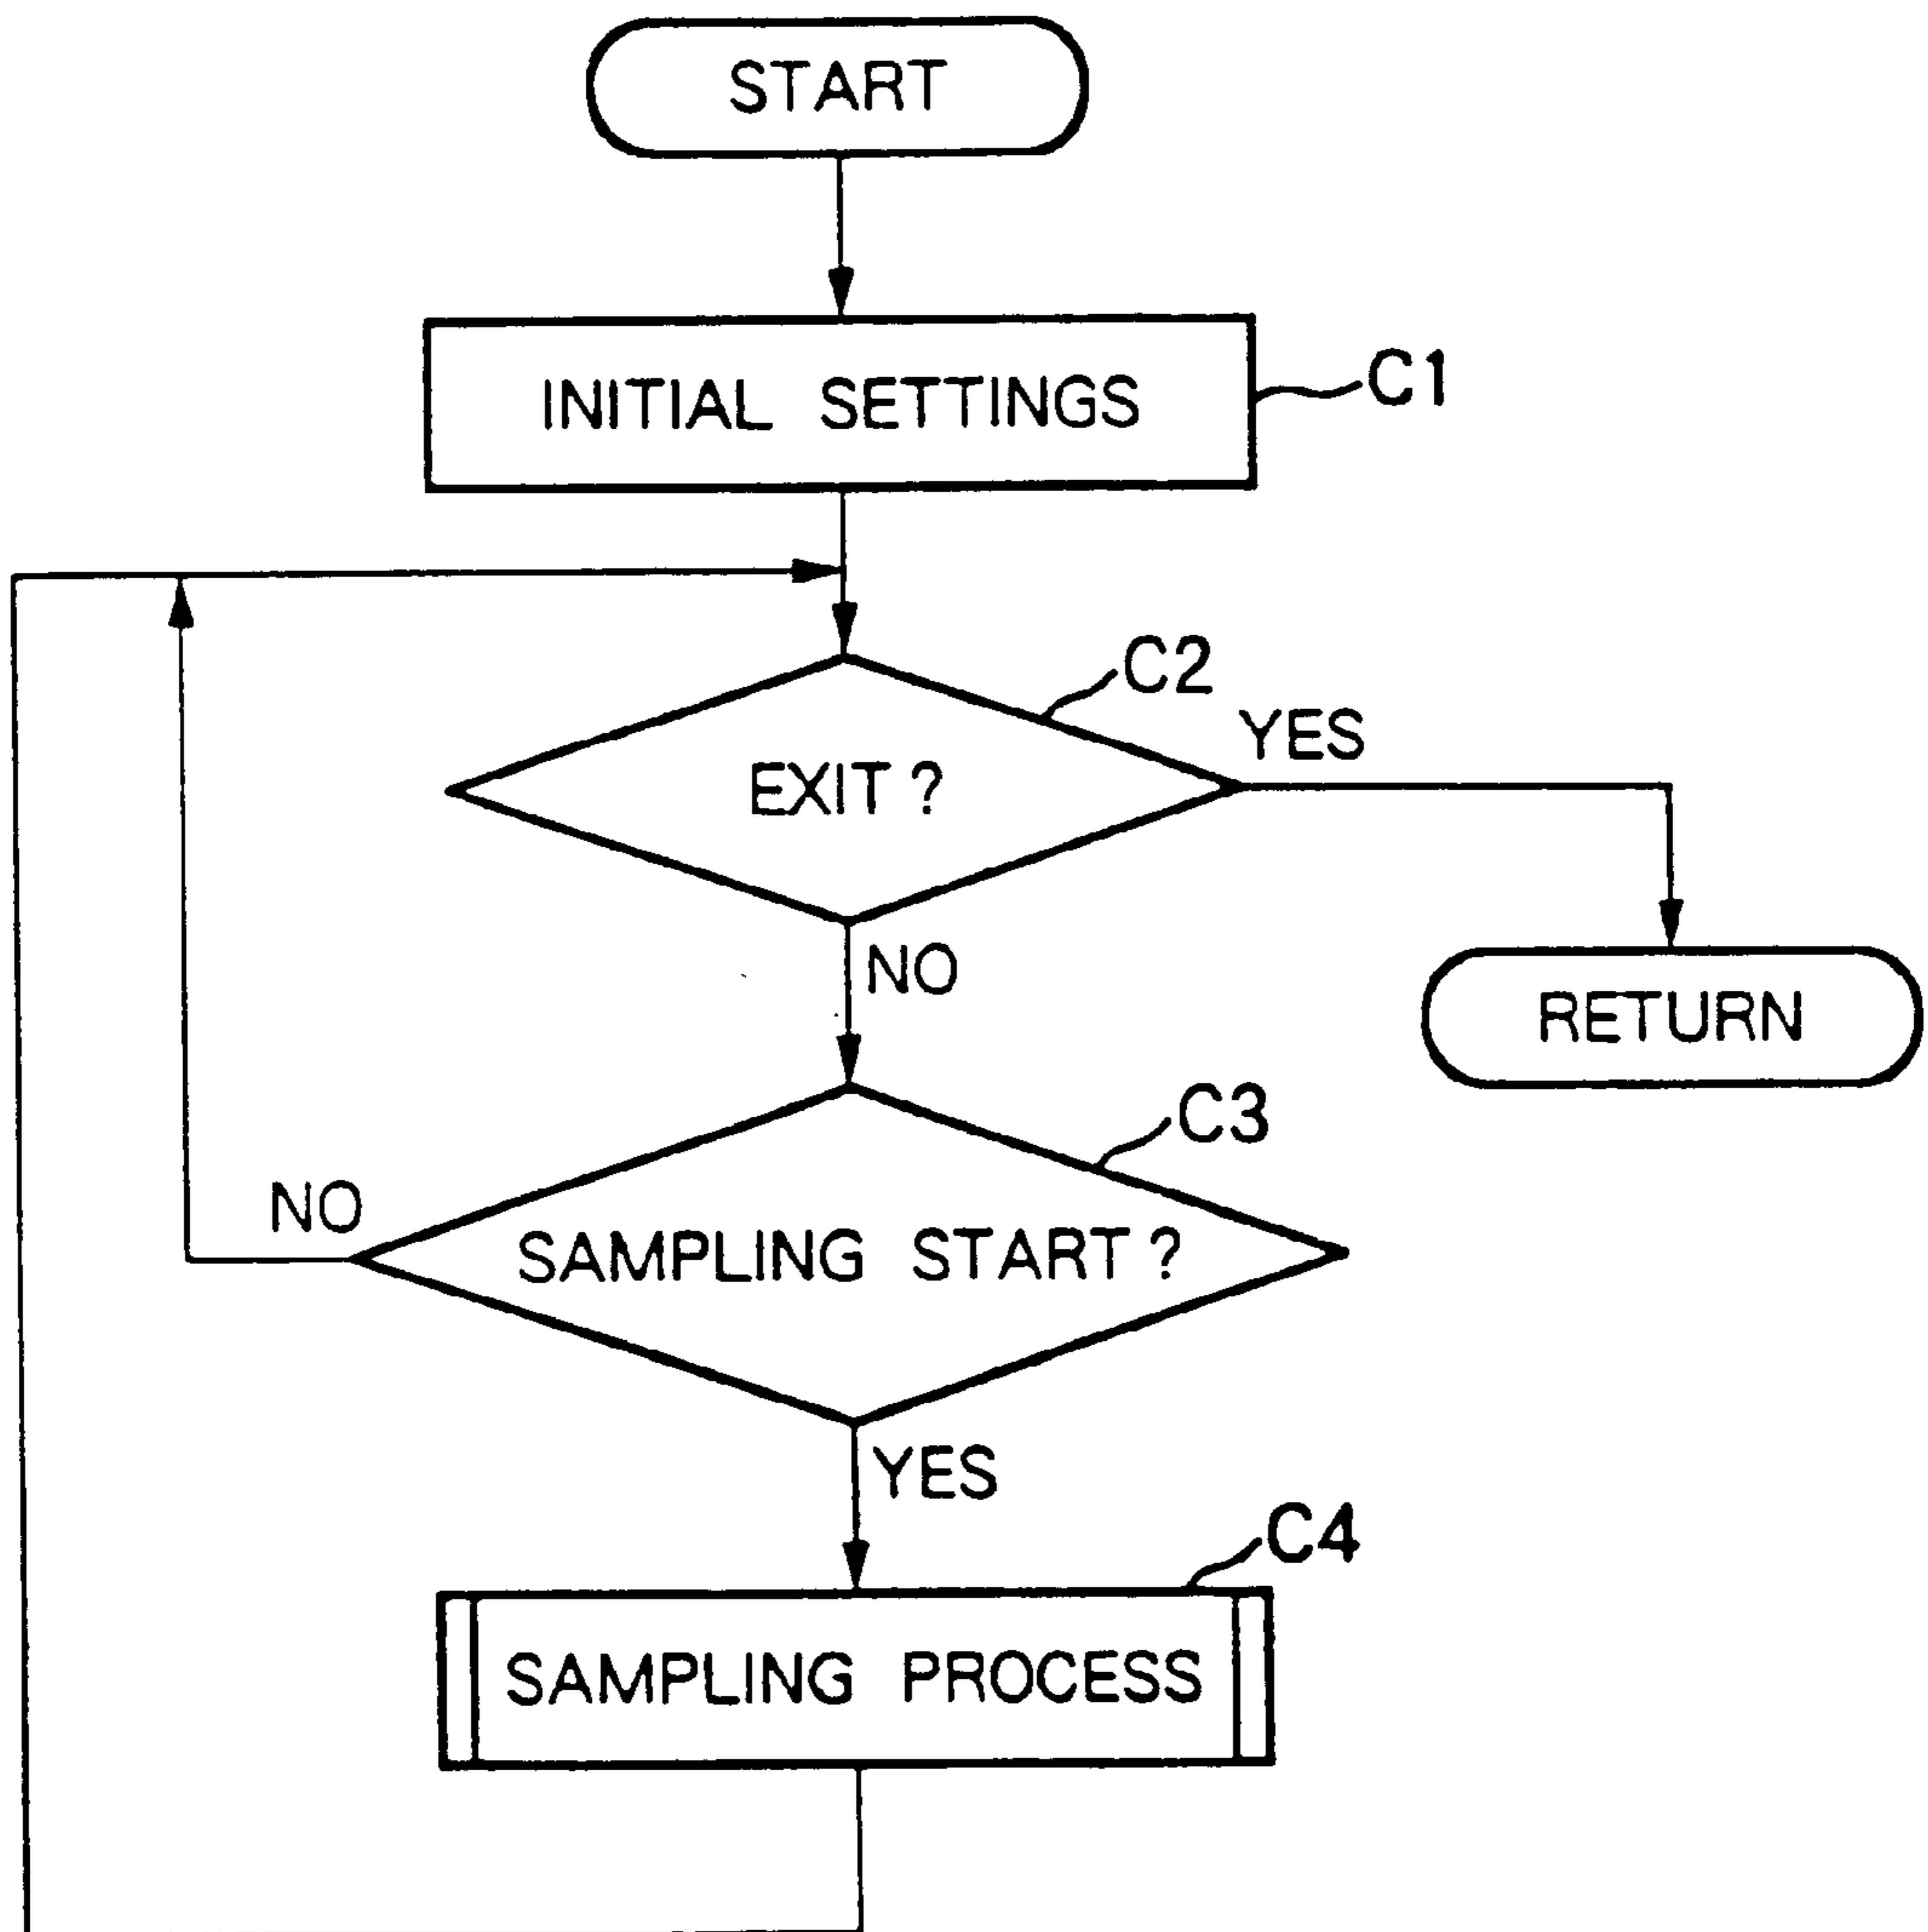 START
INITIAL SETTINGS
C1
C2
YES
EXIT ?
NO
RETURN
C3
NO
SAMPLING START ?
YES
C4
SAMPLING PROCESS